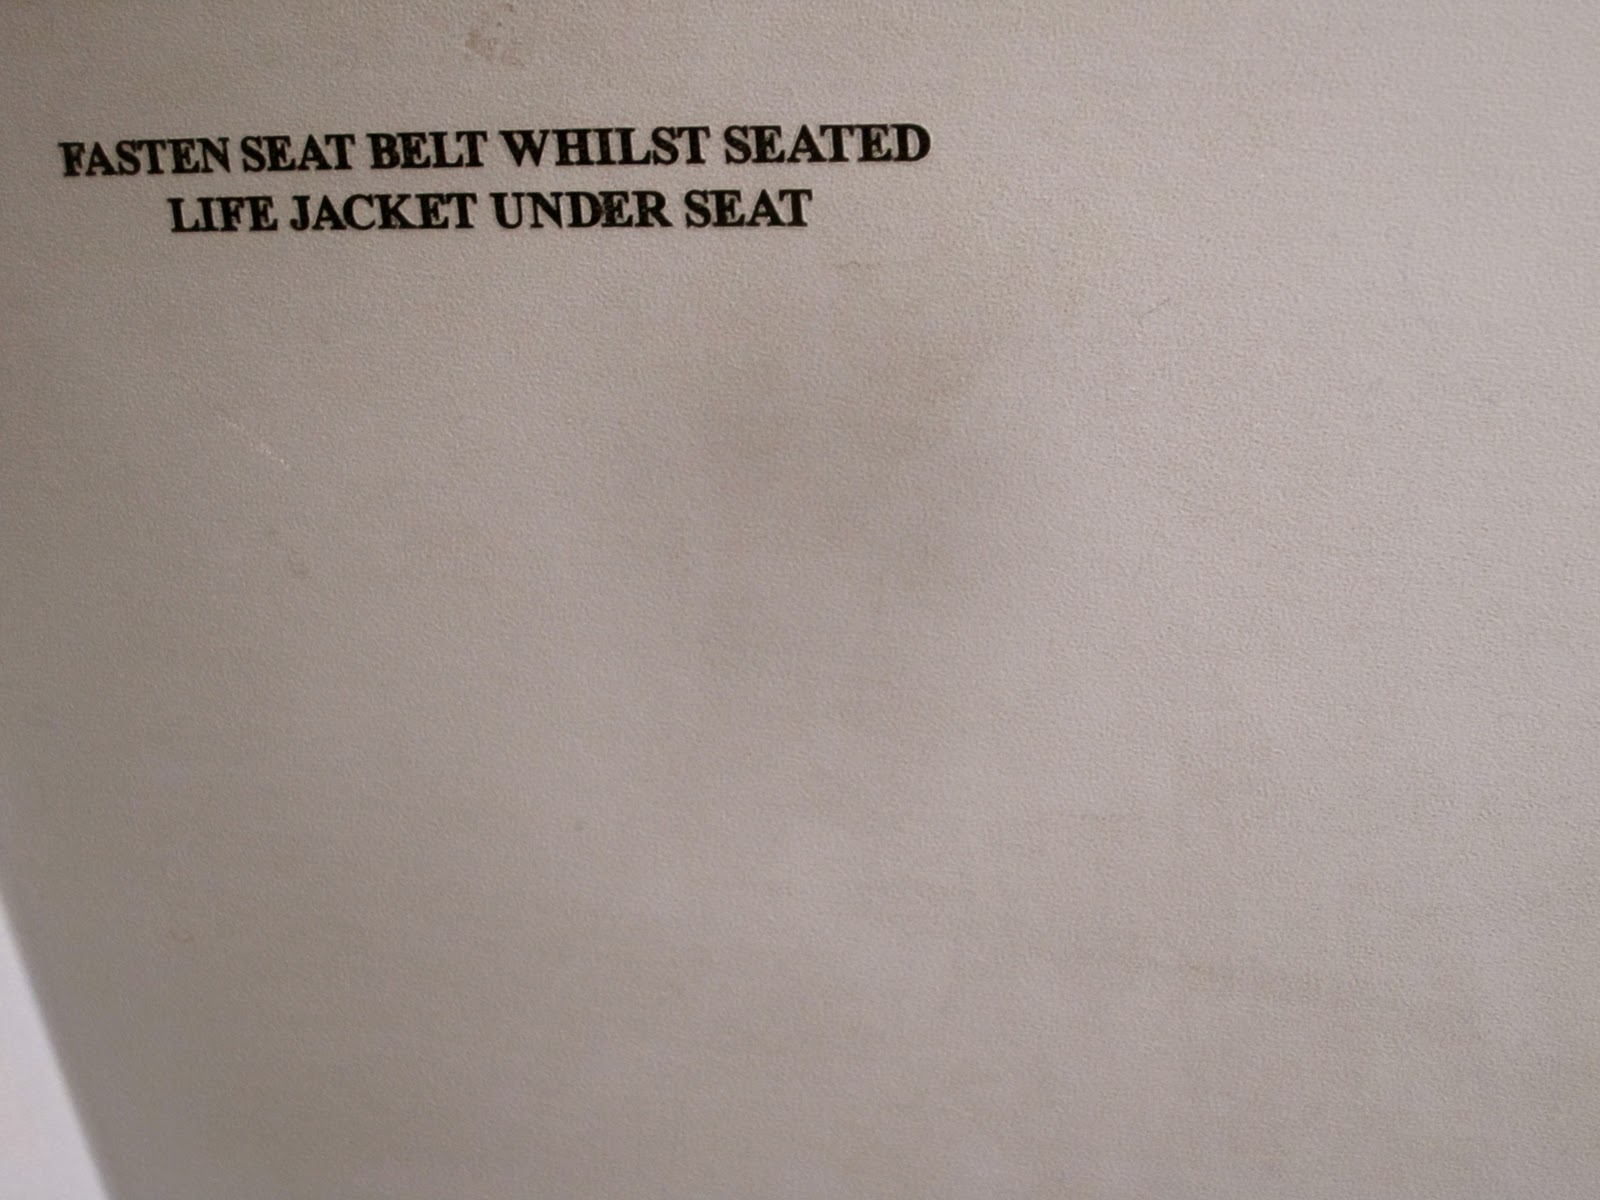 FASTEN SEAT BELT WHILST SEATED
LIFE JACKET UNDER SEAT